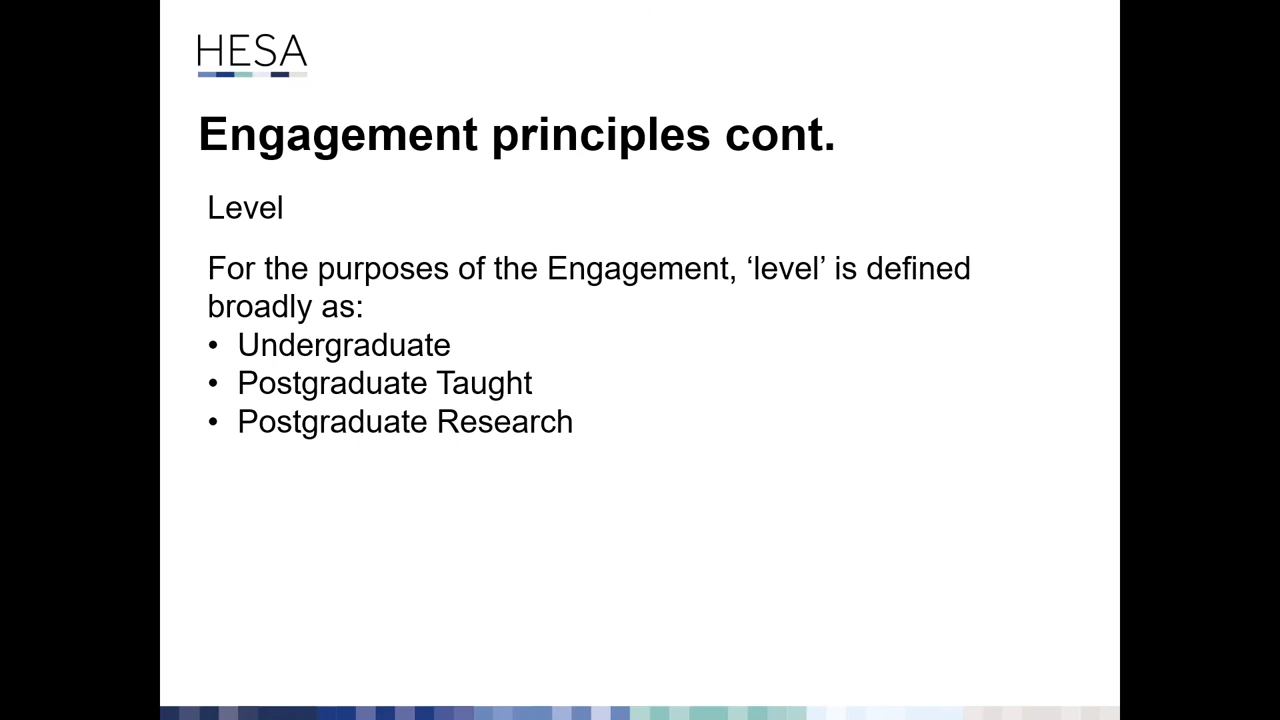 HESA
Engagement principles cont.
Level
For the purposes of the Engagement, ‘level’ is defined
broadly as:
• Undergraduate
• Postgraduate Taught
• Postgraduate Research